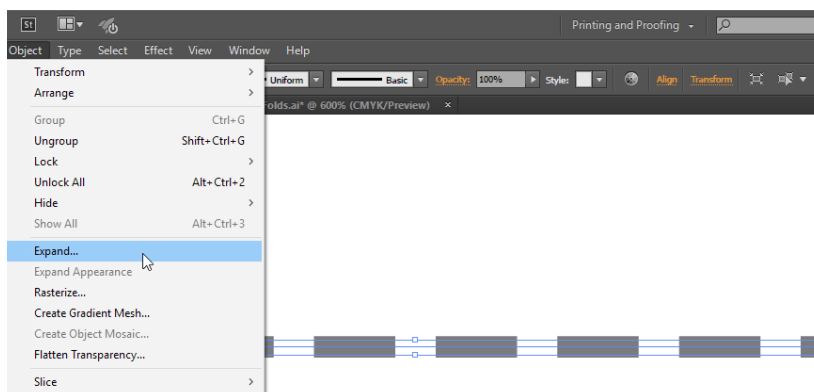 St Printing and Proofing
Object Type Select Effect View Window Help
Transform
Uniform Basic Opacity: 100% Style: Align Transform
Arrange
olds.ai* @ 600% (CMYK/Preview) ×
Group Ctrl+G
Ungroup Shift+Ctrl+G
Lock
Unlock All Alt+Ctrl+2
Hide
Show All Alt+Ctrl+3
Expand...
Expand Appearance
Rasterize...
Create Gradient Mesh...
Create Object Mosaic...
Flatten Transparency...
Slice